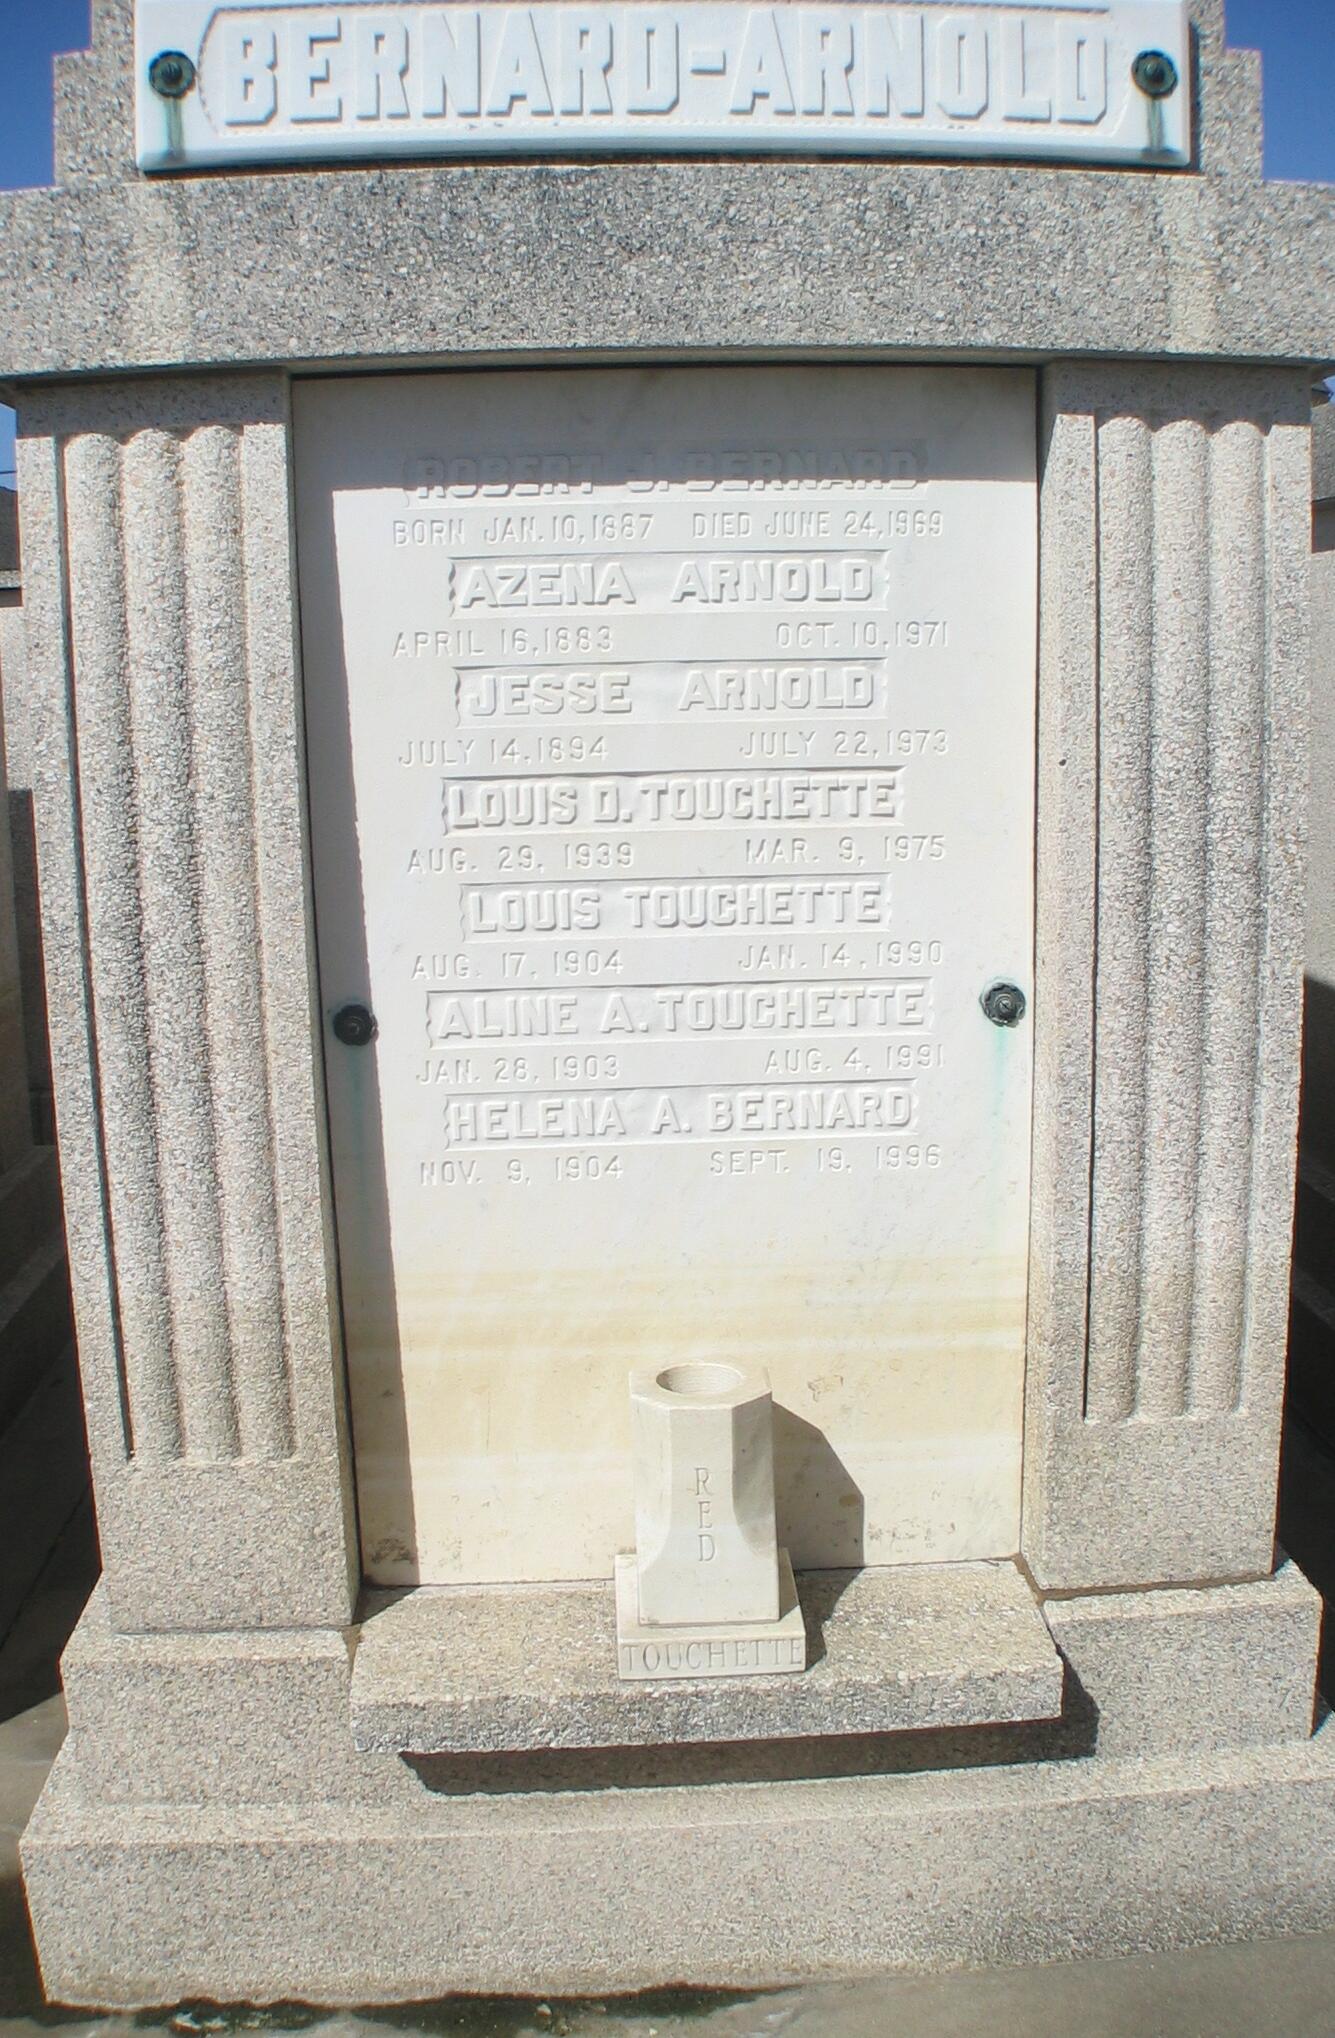 BERNARD-ARNOLD
ROBERT J. BERNARD
BORN JAN. 10, 1887 DIED JUNE 24, 1969
AZENA ARNOLD
APRIL 16, 1883 OCT. 10, 1971
JESSE ARNOLD
JULY 14, 1894 JULY 22, 1973
LOUIS D. TOUCHETTE
AUG. 29, 1939 MAR. 9, 1975
LOUIS TOUCHETTE
AUG. 17, 1904 JAN. 14, 1990
ALINE A. TOUCHETTE
JAN. 28, 1903 AUG. 4, 1991
HELENA A. BERNARD
NOV. 9, 1904 SEPT. 19, 1996
RED
TOUCHETTE